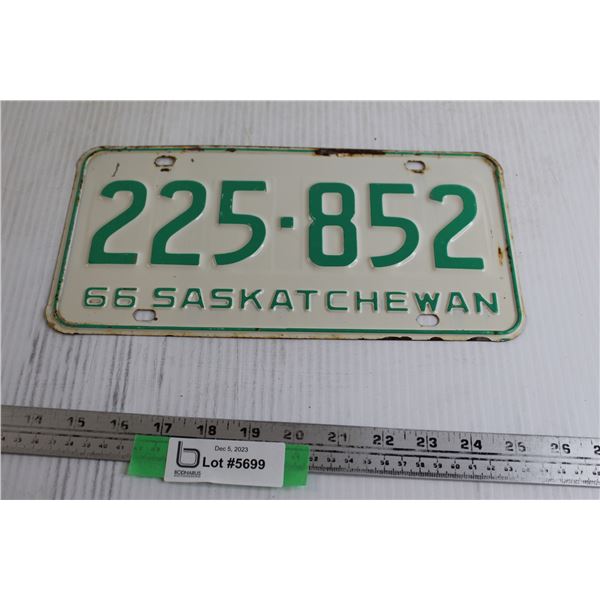 225-852
66 SASKATCHEWAN
14 15 16 17 18 19 20 21 22 23 24 25 26
Dec 5, 2023
Lot #5699
BODNARUS